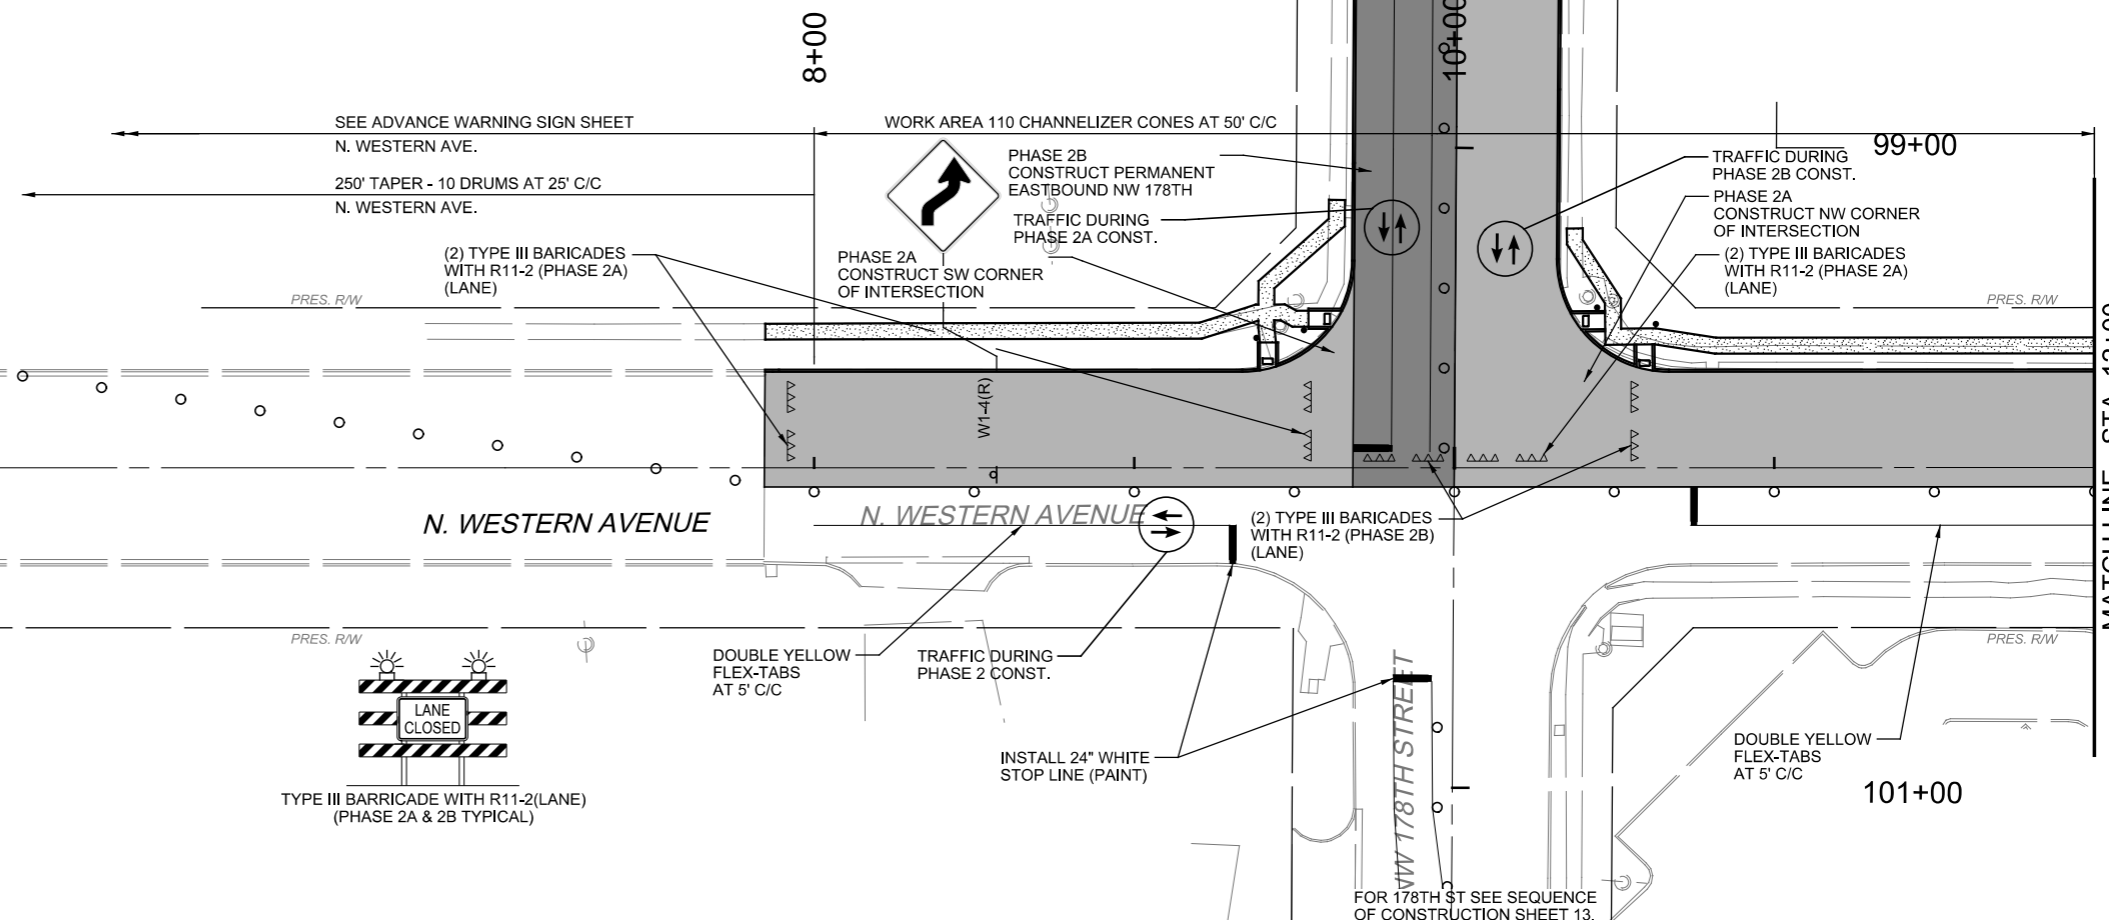 8+00
10+00
SEE ADVANCE WARNING SIGN SHEET
N. WESTERN AVE.
WORK AREA 110 CHANNELIZER CONES AT 50' C/C
250' TAPER - 10 DRUMS AT 25' C/C
N. WESTERN AVE.
PHASE 2B
CONSTRUCT PERMANENT
EASTBOUND NW 178TH
TRAFFIC DURING
PHASE 2A CONST.
99+00
TRAFFIC DURING
PHASE 2B CONST.
PHASE 2A
CONSTRUCT NW CORNER
OF INTERSECTION
(2) TYPE III BARICADES
WITH R11-2 (PHASE 2A)
(LANE)
(2) TYPE III BARICADES
WITH R11-2 (PHASE 2A)
(LANE)
PHASE 2A
CONSTRUCT SW CORNER
OF INTERSECTION
PRES. R/W
PRES. R/W
W1-4(R)
N. WESTERN AVENUE
N. WESTERN AVENUE
(2) TYPE III BARICADES
WITH R11-2 (PHASE 2B)
(LANE)
PRES. R/W
PRES. R/W
DOUBLE YELLOW
FLEX-TABS
AT 5' C/C
TRAFFIC DURING
PHASE 2 CONST.
LANE
CLOSED
TYPE III BARRICADE WITH R11-2(LANE)
(PHASE 2A & 2B TYPICAL)
INSTALL 24" WHITE
STOP LINE (PAINT)
NW 178TH STREET
DOUBLE YELLOW
FLEX-TABS
AT 5' C/C
101+00
FOR 178TH ST SEE SEQUENCE
OF CONSTRUCTION SHEET 13.